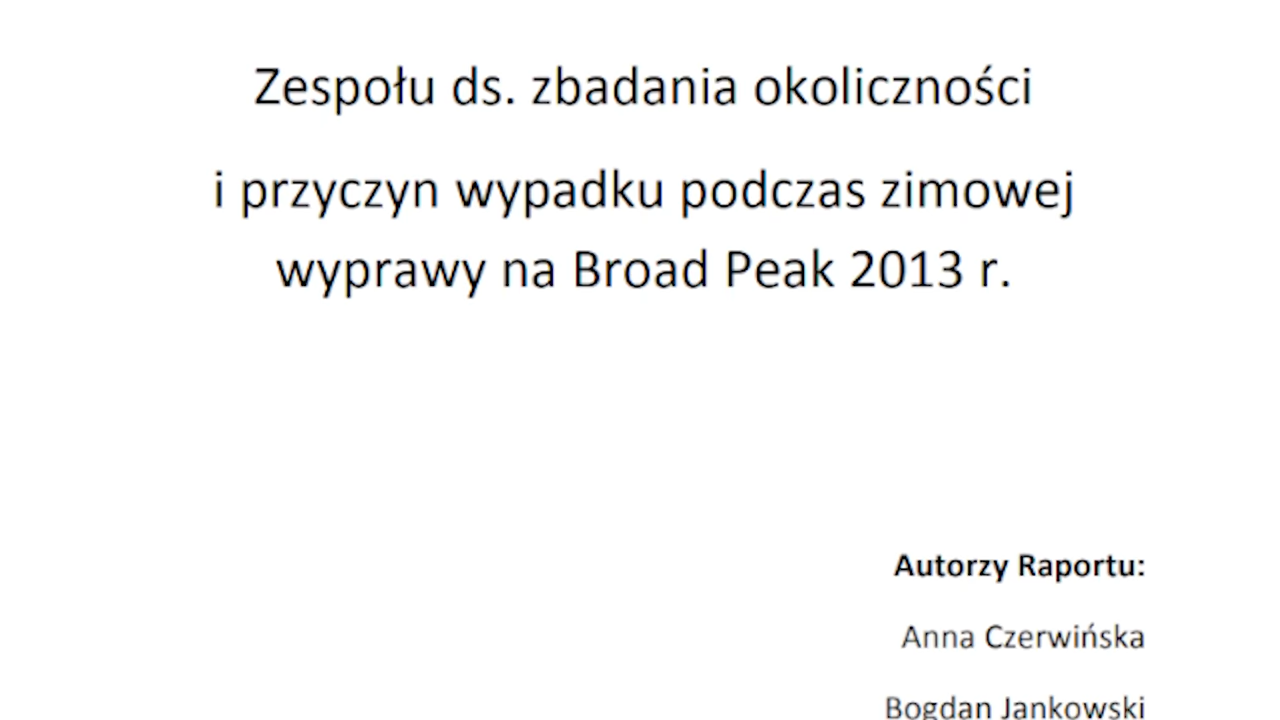 Zespołu ds. zbadania okoliczności
i przyczyn wypadku podczas zimowej
wyprawy na Broad Peak 2013 r.
Autorzy Raportu:
Anna Czerwińska
Bogdan Jankowski